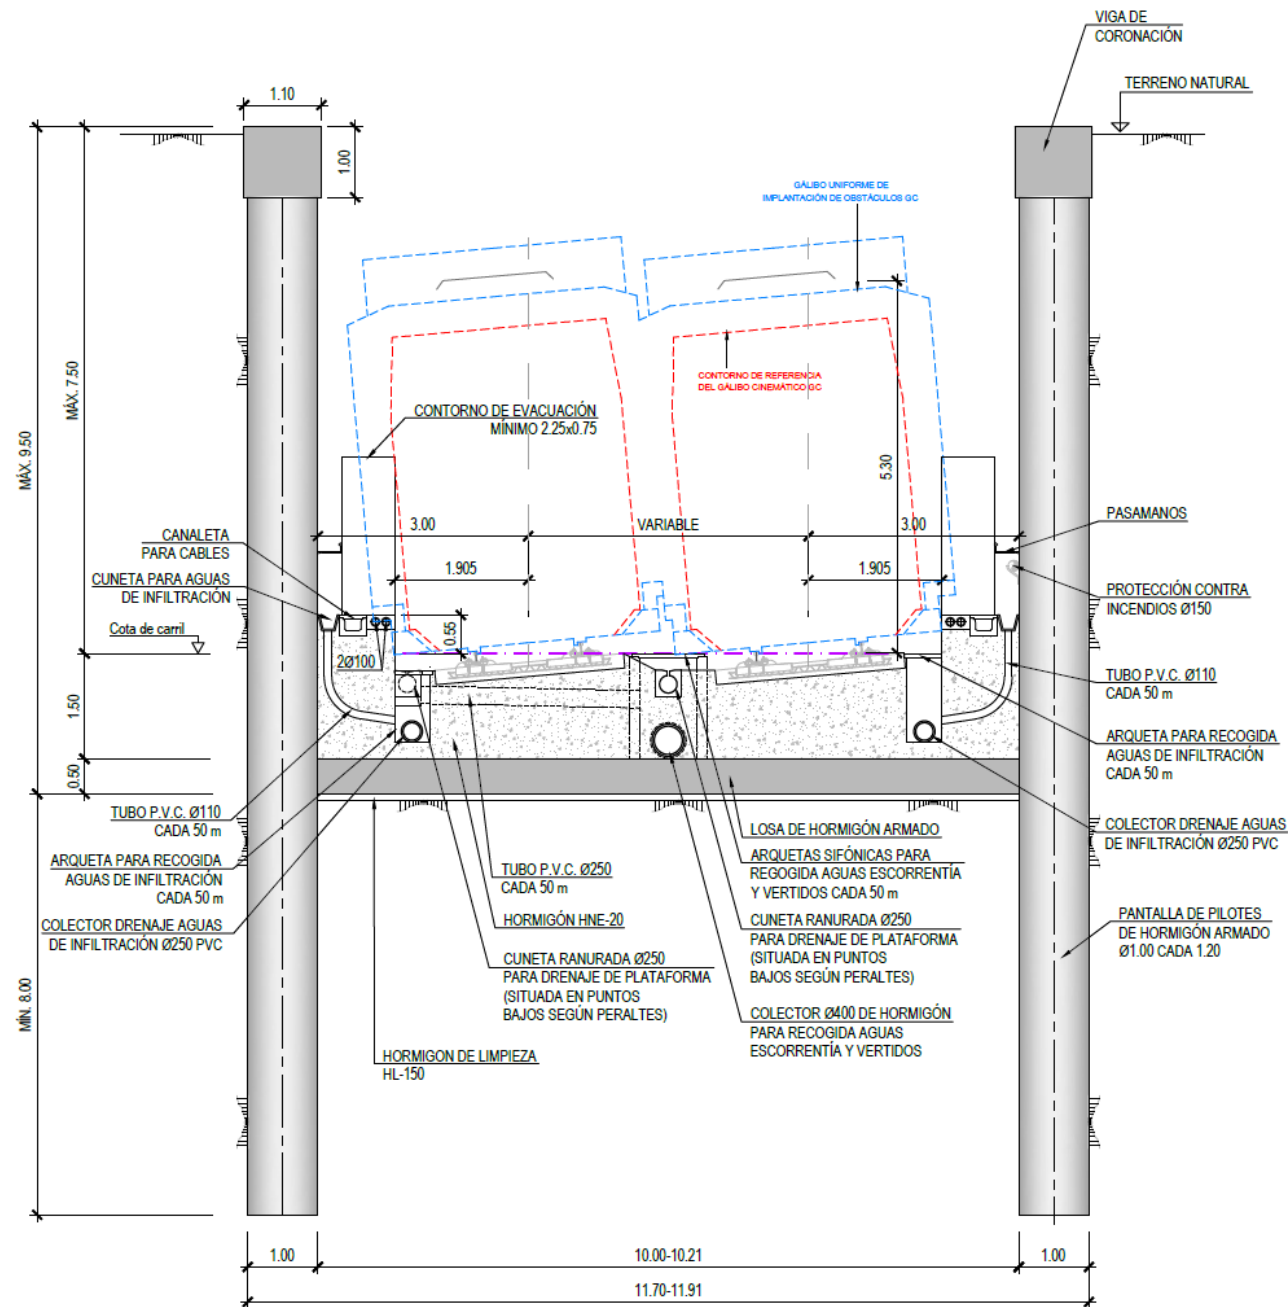 VIGA DE
CORONACIÓN
TERRENO NATURAL
1.10
1.00
GÁLIBO UNIFORME DE
IMPLANTACIÓN DE OBSTÁCULOS GC
MÁX. 9.50
MÁX. 7.50
CONTORNO DE REFERENCIA
DEL GÁLIBO CINEMÁTICO GC
CONTORNO DE EVACUACIÓN
MÍNIMO 2.25x0.75
5.30
3.00
VARIABLE
3.00
CANALETA
PARA CABLES
CUNETA PARA AGUAS
DE INFILTRACIÓN
Cota de carril
1.905
1.905
0.55
2Ø100
PASAMANOS
PROTECCIÓN CONTRA
INCENDIOS Ø150
TUBO P.V.C. Ø110
CADA 50 m
ARQUETA PARA RECOGIDA
AGUAS DE INFILTRACIÓN
CADA 50 m
1.50
0.50
TUBO P.V.C. Ø110
CADA 50 m
ARQUETA PARA RECOGIDA
AGUAS DE INFILTRACIÓN
CADA 50 m
COLECTOR DRENAJE AGUAS
DE INFILTRACIÓN Ø250 PVC
TUBO P.V.C. Ø250
CADA 50 m
HORMIGÓN HNE-20
CUNETA RANURADA Ø250
PARA DRENAJE DE PLATAFORMA
(SITUADA EN PUNTOS
BAJOS SEGÚN PERALTES)
LOSA DE HORMIGÓN ARMADO
ARQUETAS SIFÓNICAS PARA
REGOGIDA AGUAS ESCORRENTÍA
Y VERTIDOS CADA 50 m
CUNETA RANURADA Ø250
PARA DRENAJE DE PLATAFORMA
(SITUADA EN PUNTOS
BAJOS SEGÚN PERALTES)
COLECTOR Ø400 DE HORMIGÓN
PARA RECOGIDA AGUAS
ESCORRENTÍA Y VERTIDOS
COLECTOR DRENAJE AGUAS
DE INFILTRACIÓN Ø250 PVC
PANTALLA DE PILOTES
DE HORMIGÓN ARMADO
Ø1.00 CADA 1.20
MÍN. 8.00
HORMIGON DE LIMPIEZA
HL-150
1.00
10.00-10.21
1.00
11.70-11.91